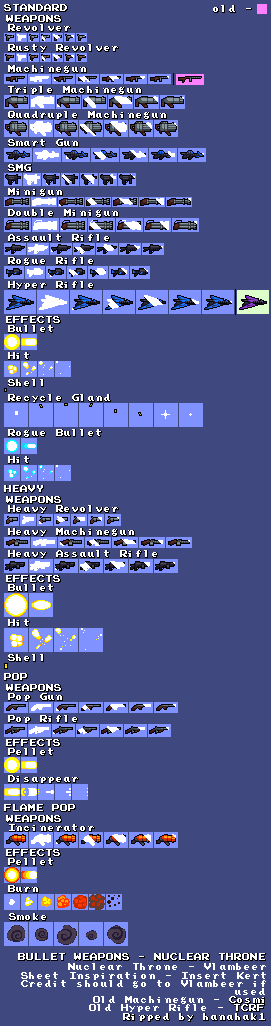 STANDARD
old -
WEAPONS
Revolver
Rusty Revolver
Machinegun
Triple Machinegun
Quadruple Machinegun
Smart Gun
SMG
Minigun
Double Minigun
Assault Rifle
Rogue Rifle
Hyper Rifle
EFFECTS
Bullet
Hit
Shell
Recycle Gland
Rogue Bullet
Hit
HEAVY
WEAPONS
Heavy Revolver
Heavy Machinegun
Heavy Assault Rifle
EFFECTS
Bullet
Hit
Shell
POP
WEAPONS
Pop Gun
Pop Rifle
EFFECTS
Pellet
Disappear
FLAME POP
WEAPONS
Incinerator
EFFECTS
Pellet
Burn
Smoke
BULLET WEAPONS - NUCLEAR THRONE
Nuclear Throne - Vlambeer
Sheet Inspiration - Insert Kert
Credit should go to Vlambeer if
used
Old Machinegun - Cosmi
Old Hyper Rifle - TCRF
Ripped by hanahak1